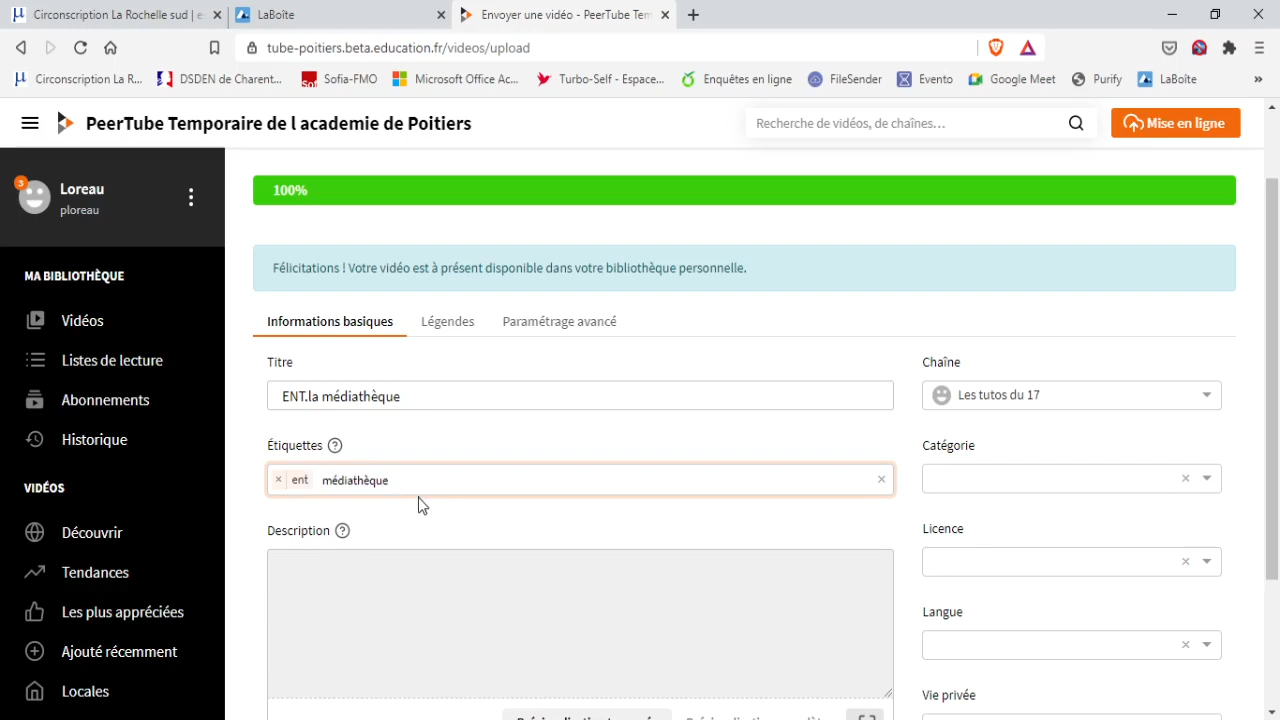 Circonscription La Rochelle sud | e
LaBoîte
Envoyer une vidéo - PeerTube Tem
tube-poitiers.beta.education.fr/videos/upload
Circonscription La R...
DSDEN de Charent...
Sofia-FMO
Microsoft Office Ac...
Turbo-Self - Espace...
Enquêtes en ligne
FileSender
Evento
Google Meet
Purify
LaBoîte
PeerTube Temporaire de l academie de Poitiers
Recherche de vidéos, de chaînes...
Mise en ligne
3
Loreau
ploreau
100%
MA BIBLIOTHÈQUE
Félicitations ! Votre vidéo est à présent disponible dans votre bibliothèque personnelle.
Vidéos
Informations basiques
Légendes
Paramétrage avancé
Listes de lecture
Titre
Chaîne
Abonnements
ENT.la médiathèque
Les tutos du 17
Historique
Étiquettes
Catégorie
VIDÉOS
× ent médiathèque
Découvrir
Description
Licence
Tendances
Les plus appréciées
Langue
Ajouté récemment
Locales
Vie privée